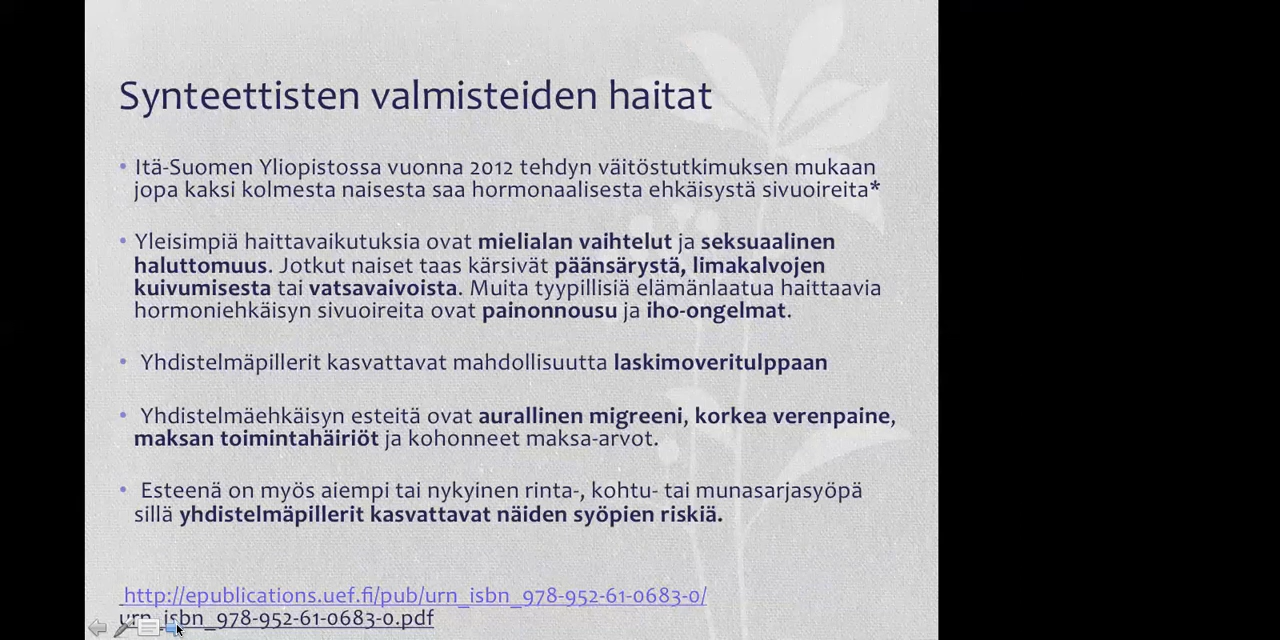 Synteettisten valmisteiden haitat
• Itä-Suomen Yliopistossa vuonna 2012 tehdyn väitöstutkimuksen mukaan
jopa kaksi kolmesta naisesta saa hormonaalisesta ehkäisystä sivuoireita*
• Yleisimpiä haittavaikutuksia ovat mielialan vaihtelut ja seksuaalinen
haluttomuus. Jotkut naiset taas kärsivät päänsärystä, limakalvojen
kuivumisesta tai vatsavaivoista. Muita tyypillisiä elämänlaatua haittaavia
hormoniehkäisyn sivuoireita ovat painonnousu ja iho-ongelmat.
• Yhdistelmäpillerit kasvattavat mahdollisuutta laskimoveritulppaan
• Yhdistelmäehkäisyn esteitä ovat aurallinen migreeni, korkea verenpaine,
maksan toimintahäiriöt ja kohonneet maksa-arvot.
• Esteenä on myös aiempi tai nykyinen rinta-, kohtu- tai munasarjasyöpä
sillä yhdistelmäpillerit kasvattavat näiden syöpien riskiä.
http://epublications.uef.fi/pub/urn_isbn_978-952-61-0683-0/
urn_isbn_978-952-61-0683-0.pdf